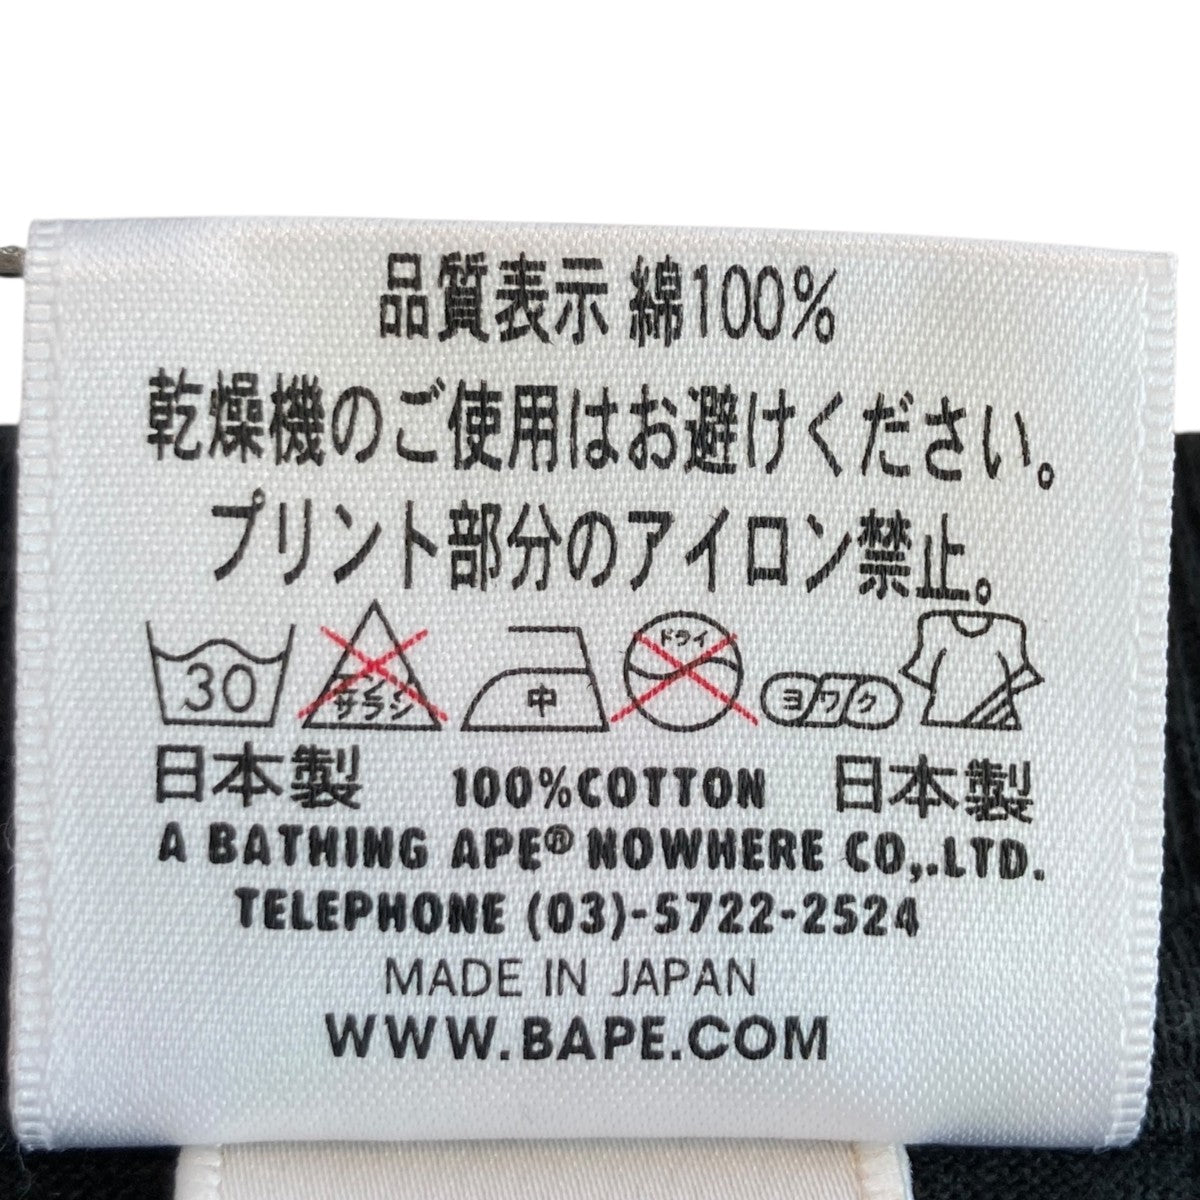 品質表示 綿100%
乾燥機のご使用はお避けください。
プリント部分のアイロン禁止。
30 エンソサラシ 中 ドライ ヨワク
日本製 100%COTTON 日本製
A BATHING APE® NOWHERE CO,.LTD.
TELEPHONE (03)-5722-2524
MADE IN JAPAN
WWW.BAPE.COM